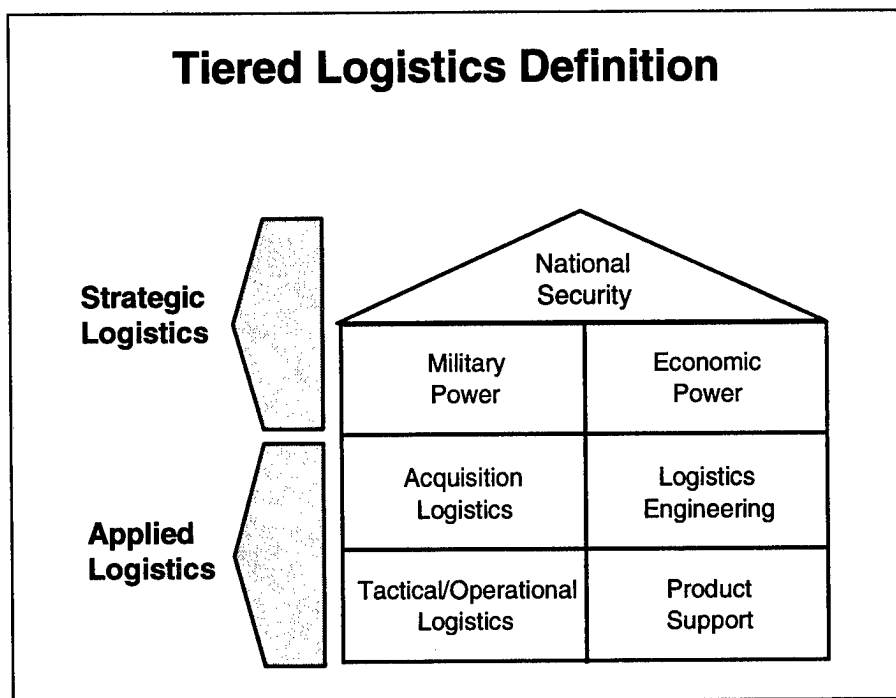 Tiered Logistics Definition
National
Security
Strategic
Logistics
Military
Power
Economic
Power
Acquisition
Logistics
Logistics
Engineering
Applied
Logistics
Tactical/Operational
Logistics
Product
Support